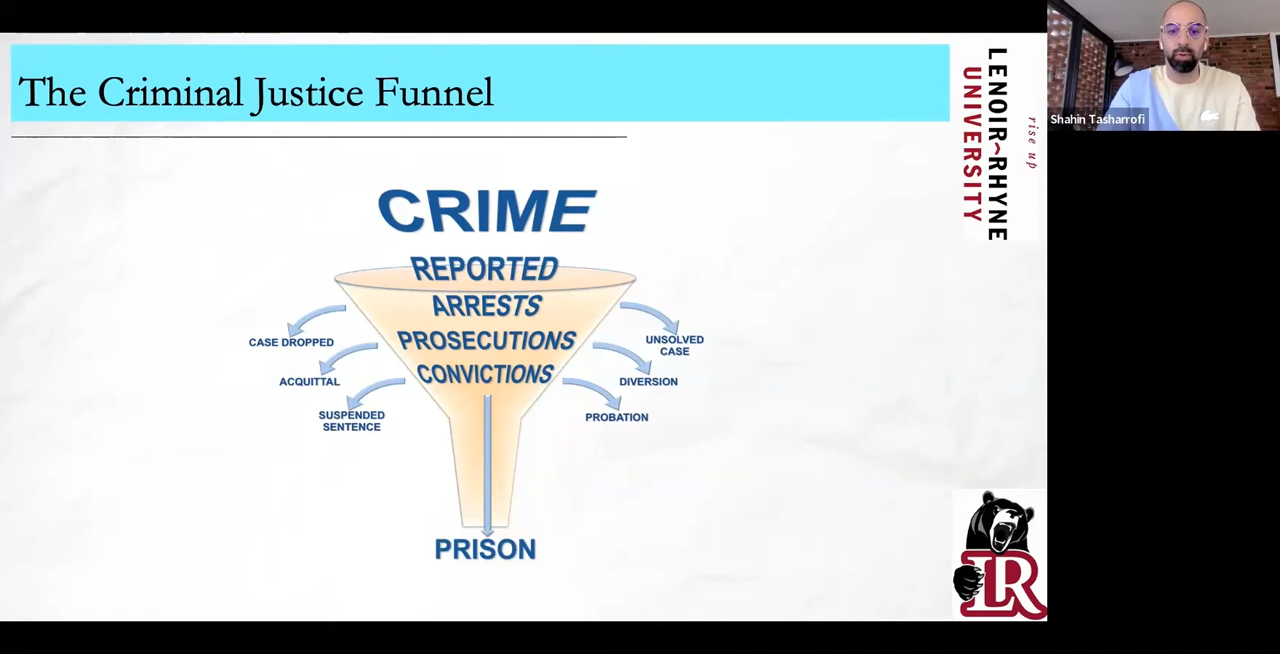 The Criminal Justice Funnel
CRIME
REPORTED
ARRESTS
PROSECUTIONS
CONVICTIONS
CASE DROPPED
ACQUITTAL
SUSPENDED
SENTENCE
UNSOLVED
CASE
DIVERSION
PROBATION
PRISON
LENOIR-RHYNE
UNIVERSITY
rise up
LR
Shahin Tasharrofi